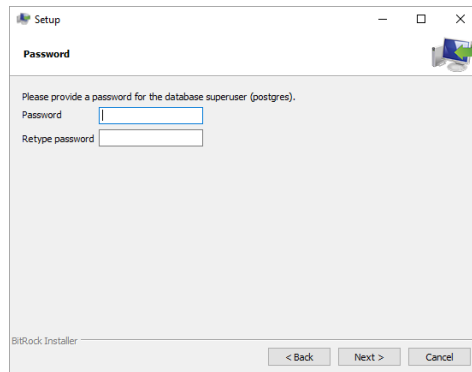 Setup
Password
Please provide a password for the database superuser (postgres).
Password
Retype password
BitRock Installer
< Back Next > Cancel